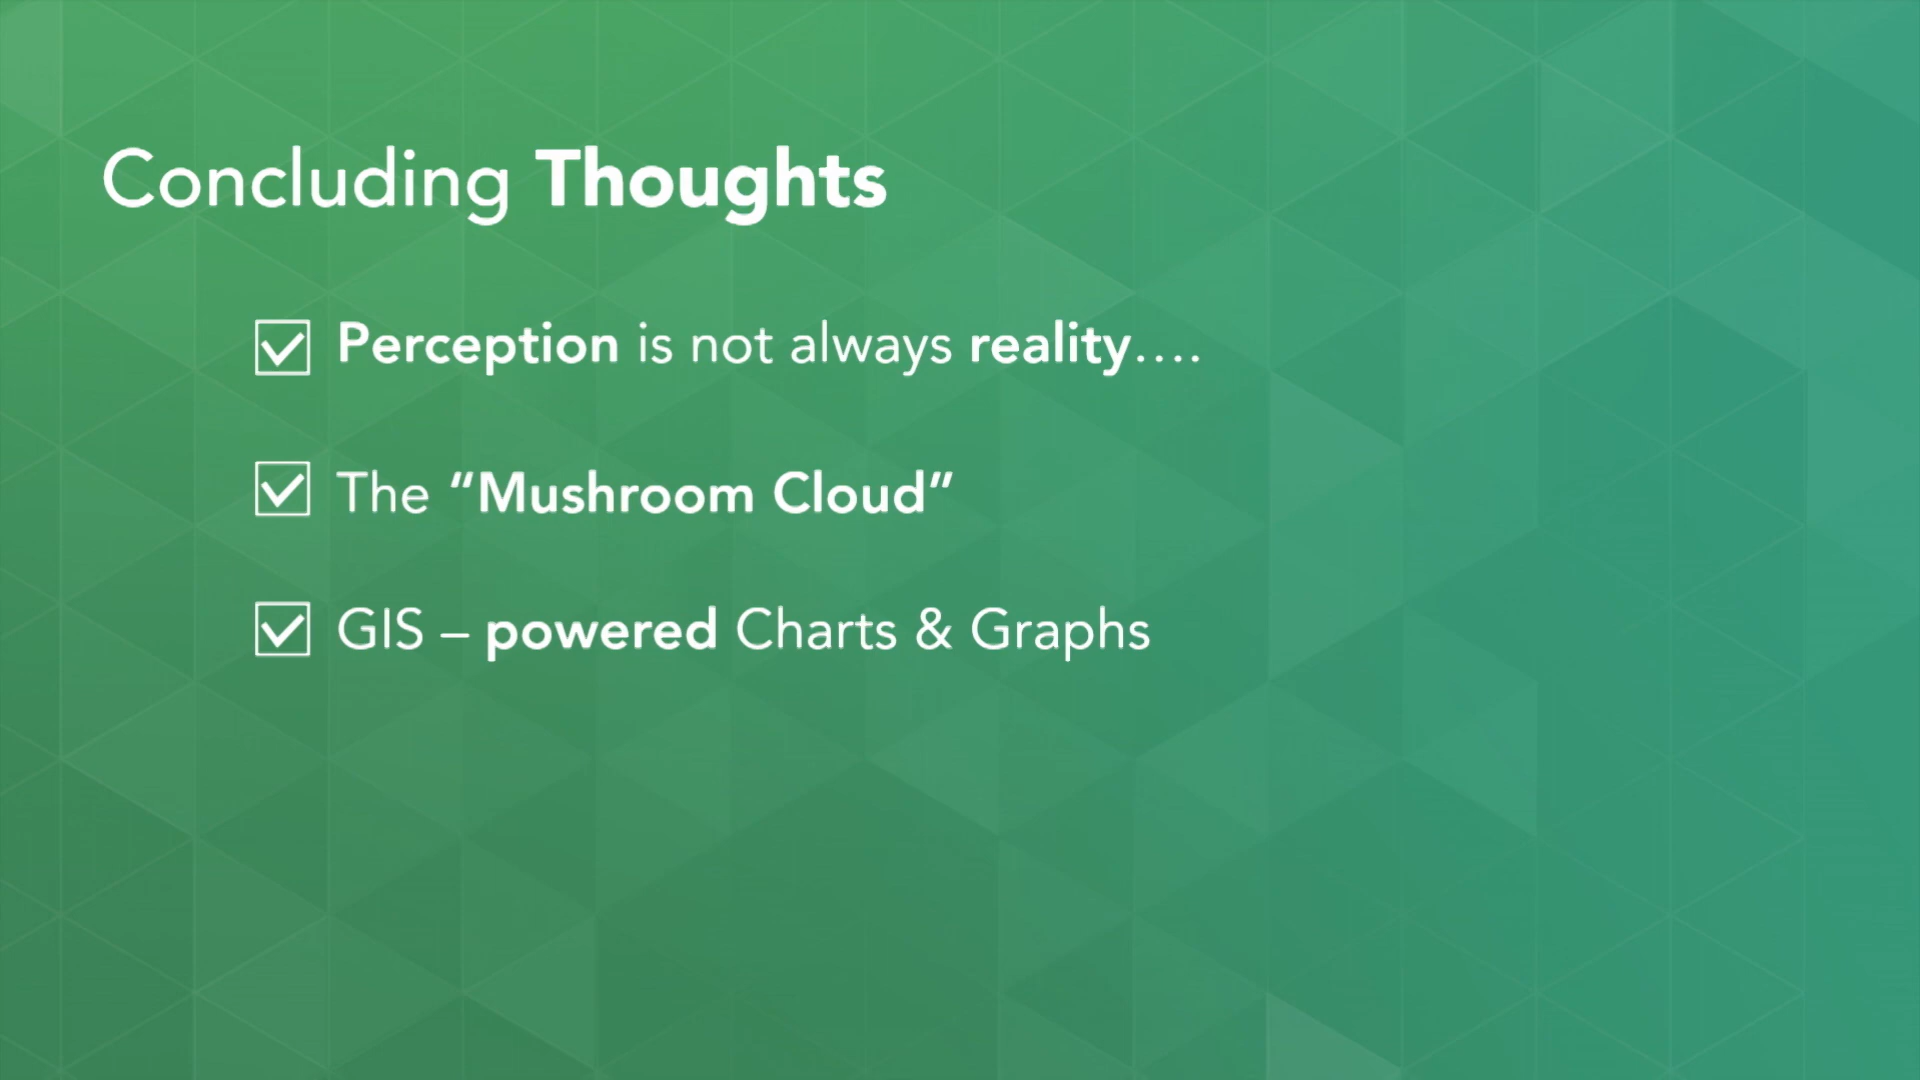 Concluding Thoughts
Perception is not always reality....
The “Mushroom Cloud”
GIS – powered Charts & Graphs